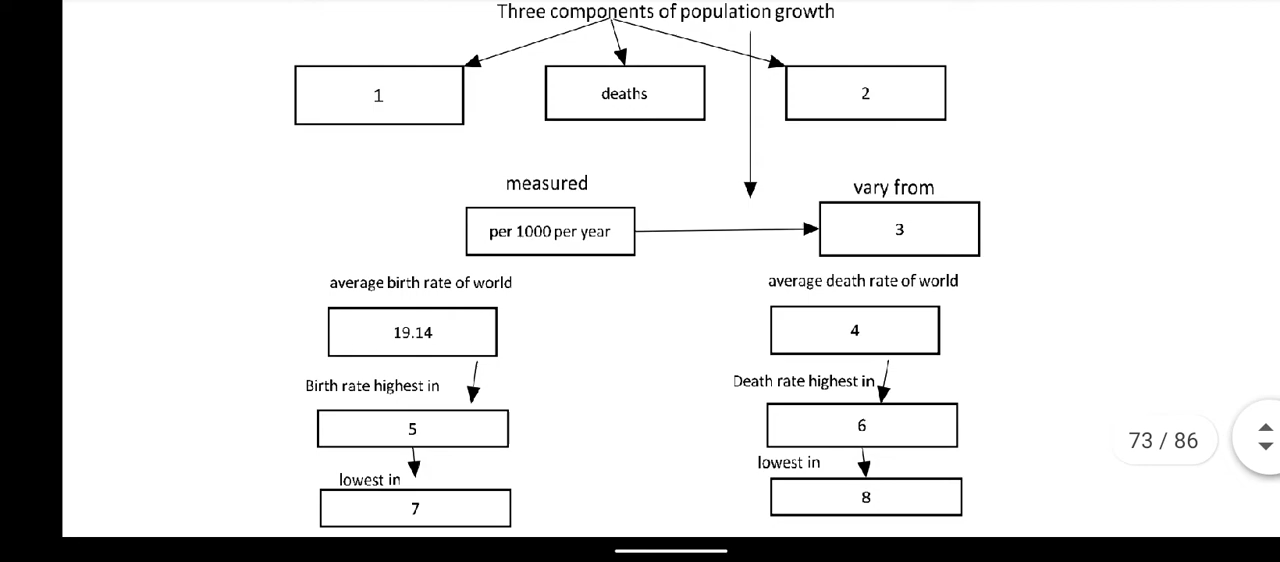 Three components of population growth
1
deaths
2
measured
vary from
per 1000 per year
3
average birth rate of world
average death rate of world
19.14
4
Birth rate highest in
Death rate highest in
5
6
lowest in
lowest in
7
8
73 / 86